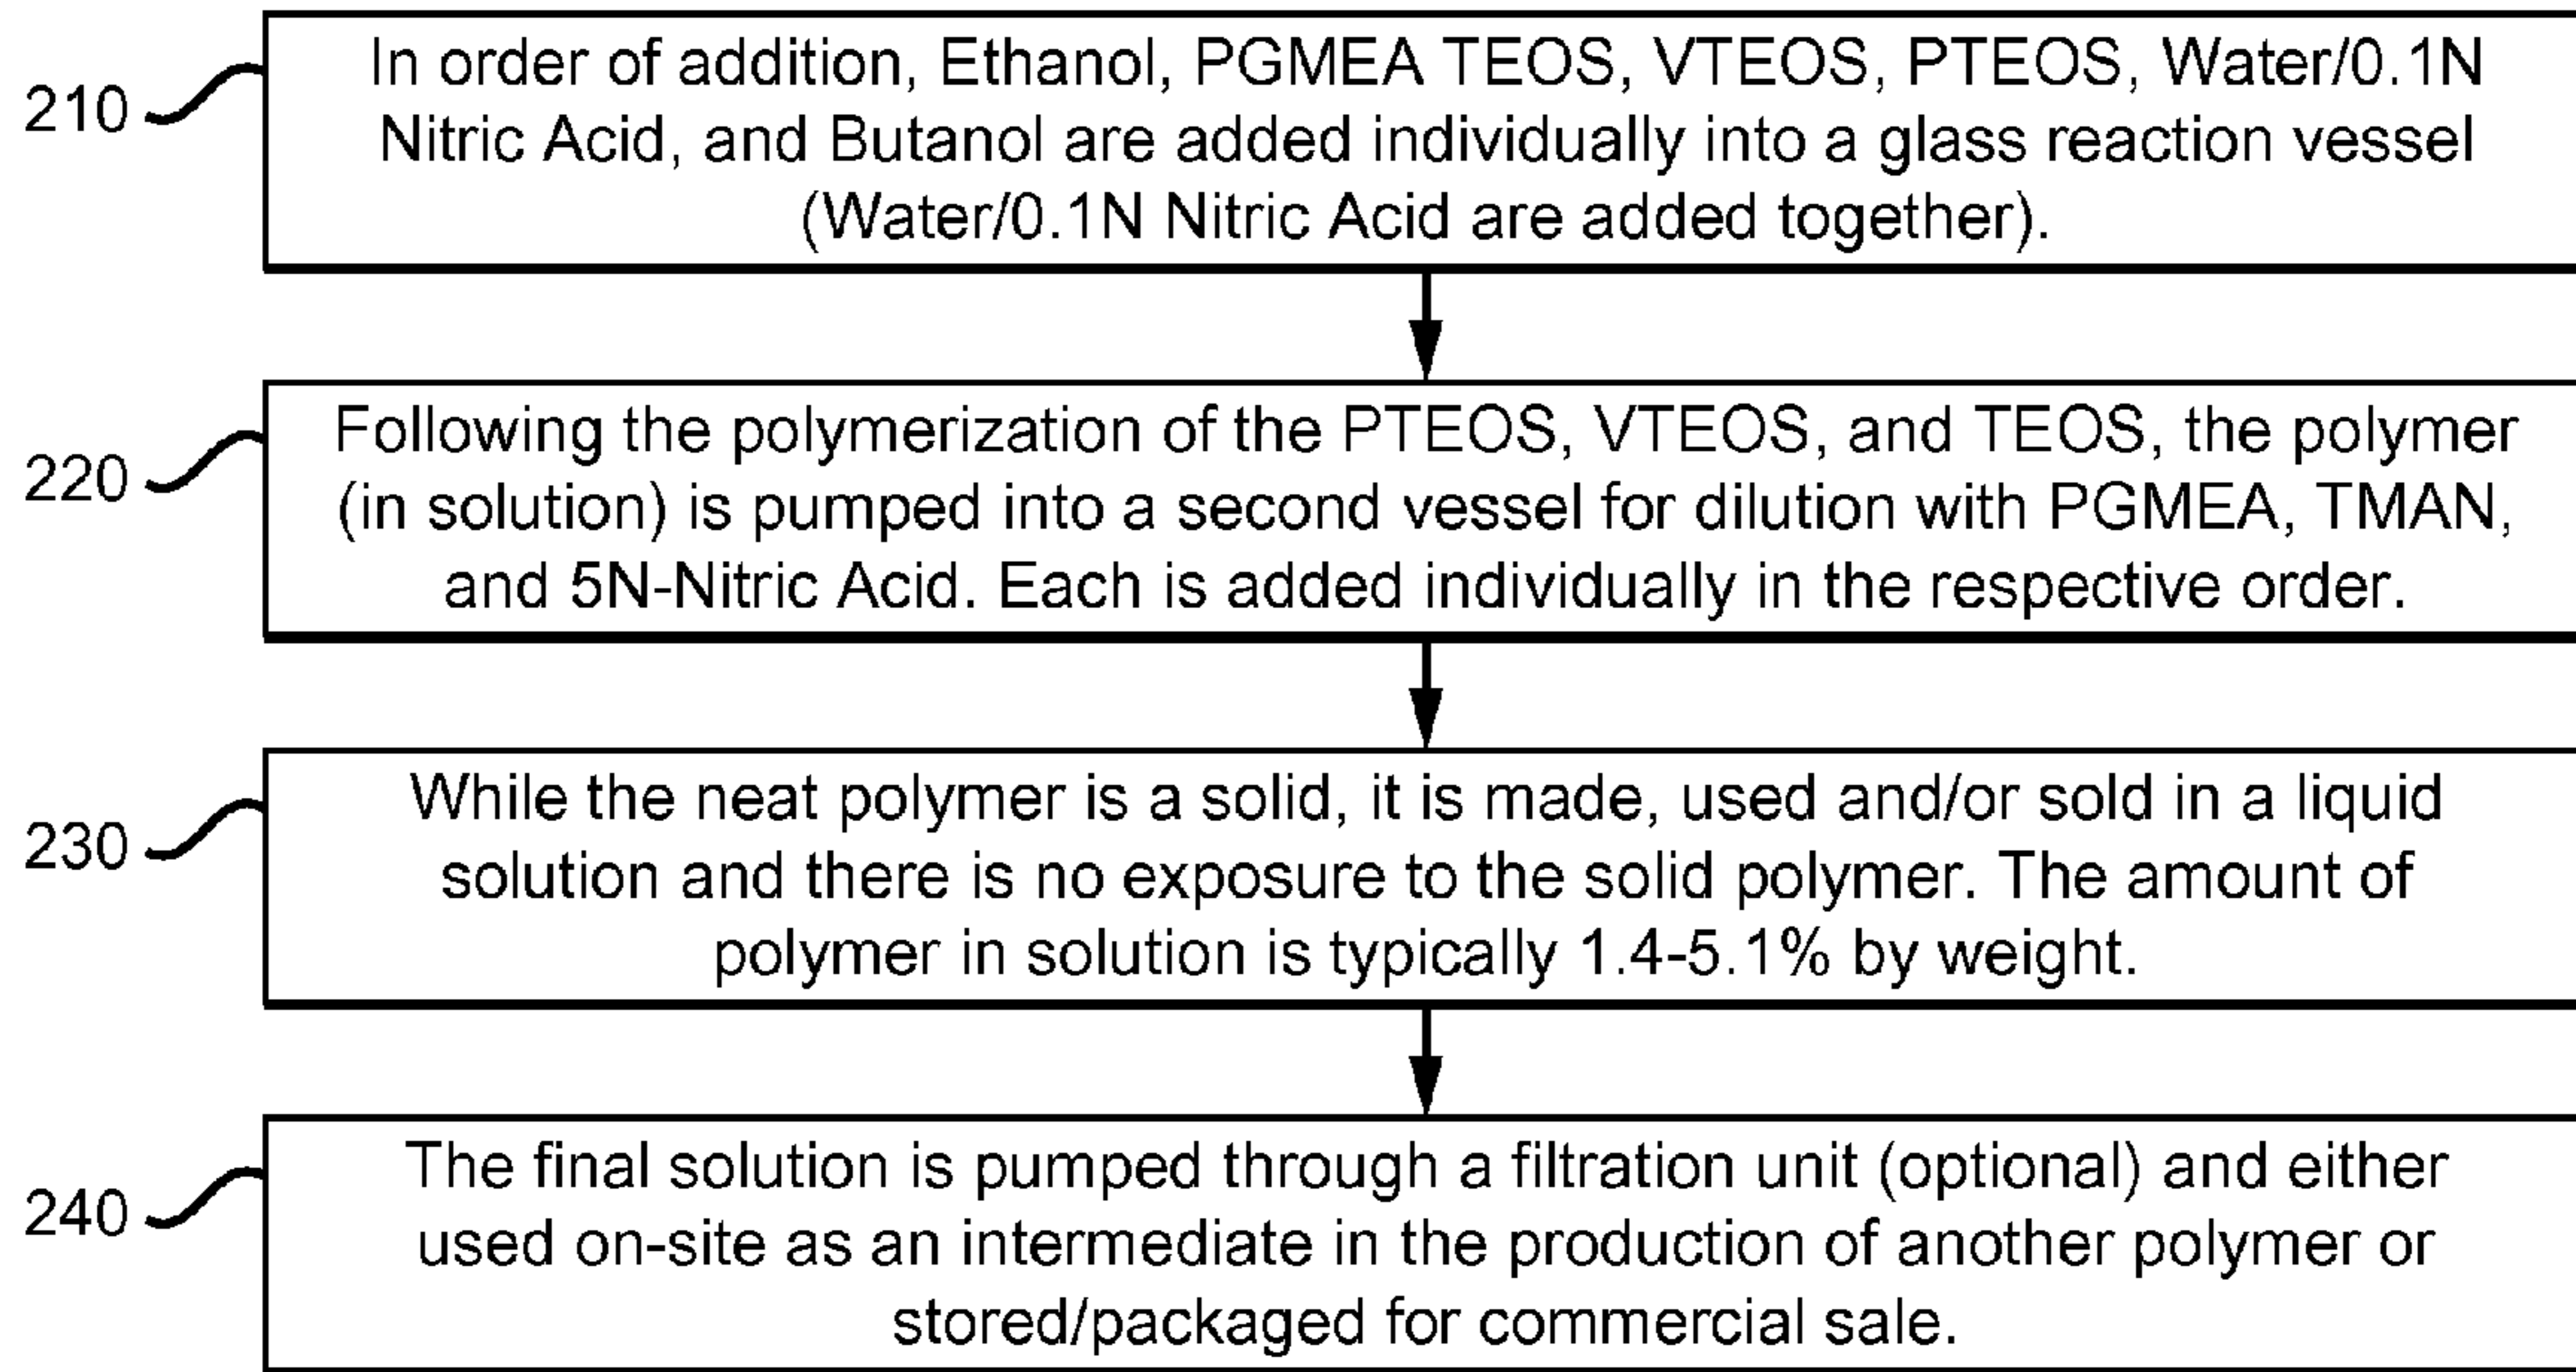 210
In order of addition, Ethanol, PGMEA TEOS, VTEOS, PTEOS, Water/0.1N
Nitric Acid, and Butanol are added individually into a glass reaction vessel
(Water/0.1N Nitric Acid are added together).
220
Following the polymerization of the PTEOS, VTEOS, and TEOS, the polymer
(in solution) is pumped into a second vessel for dilution with PGMEA, TMAN,
and 5N-Nitric Acid. Each is added individually in the respective order.
230
While the neat polymer is a solid, it is made, used and/or sold in a liquid
solution and there is no exposure to the solid polymer. The amount of
polymer in solution is typically 1.4-5.1% by weight.
240
The final solution is pumped through a filtration unit (optional) and either
used on-site as an intermediate in the production of another polymer or
stored/packaged for commercial sale.